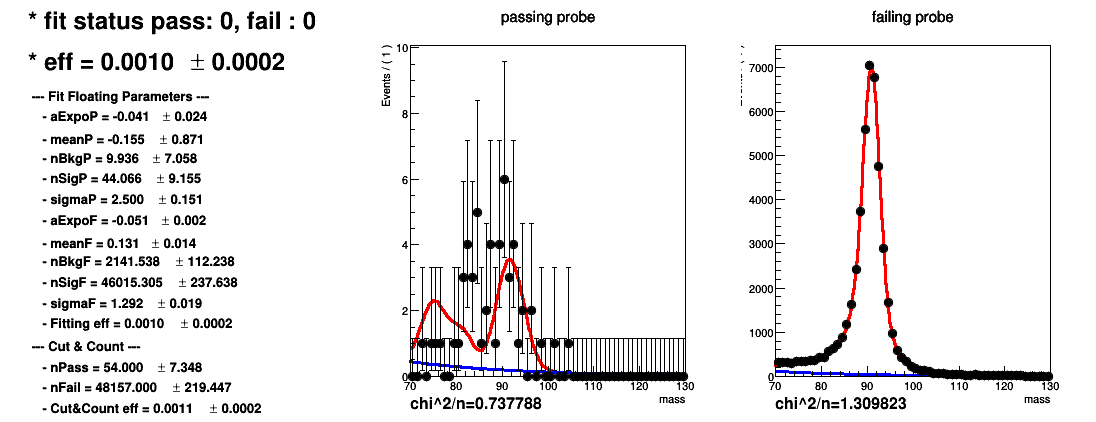 * fit status pass: 0, fail : 0
* eff = 0.0010 ± 0.0002
--- Fit Floating Parameters ---
- aExpoP = -0.041 ± 0.024
- meanP = -0.155 ± 0.871
- nBkgP = 9.936 ± 7.058
- nSigP = 44.066 ± 9.155
- sigmaP = 2.500 ± 0.151
- aExpoF = -0.051 ± 0.002
- meanF = 0.131 ± 0.014
- nBkgF = 2141.538 ± 112.238
- nSigF = 46015.305 ± 237.638
- sigmaF = 1.292 ± 0.019
- Fitting eff = 0.0010 ± 0.0002
--- Cut & Count ---
- nPass = 54.000 ± 7.348
- nFail = 48157.000 ± 219.447
- Cut&Count eff = 0.0011 ± 0.0002
passing probe
Events / ( 1 )
10
8
6
4
2
0
70 80 90 100 110 120 130
mass
chi^2/n=0.737788
failing probe
7000
6000
5000
4000
3000
2000
1000
0
70 80 90 100 110 120 130
mass
chi^2/n=1.309823